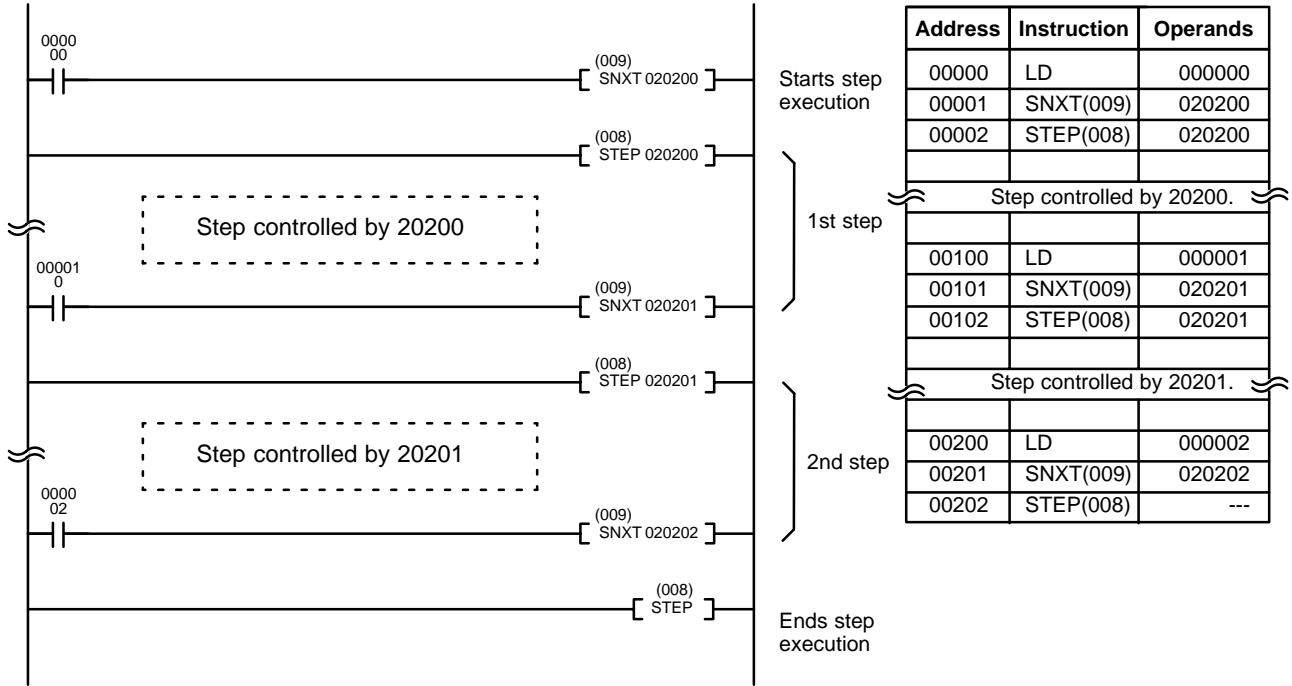 0000
00
(009)
SNXT 020200
Starts step
execution
(008)
STEP 020200
Step controlled by 20200
1st step
00001
0
(009)
SNXT 020201
(008)
STEP 020201
Step controlled by 20201
2nd step
0000
02
(009)
SNXT 020202
(008)
STEP
Ends step
execution
Address Instruction Operands
00000 LD 000000
00001 SNXT(009) 020200
00002 STEP(008) 020200
Step controlled by 20200.
00100 LD 000001
00101 SNXT(009) 020201
00102 STEP(008) 020201
Step controlled by 20201.
00200 LD 000002
00201 SNXT(009) 020202
00202 STEP(008) ---